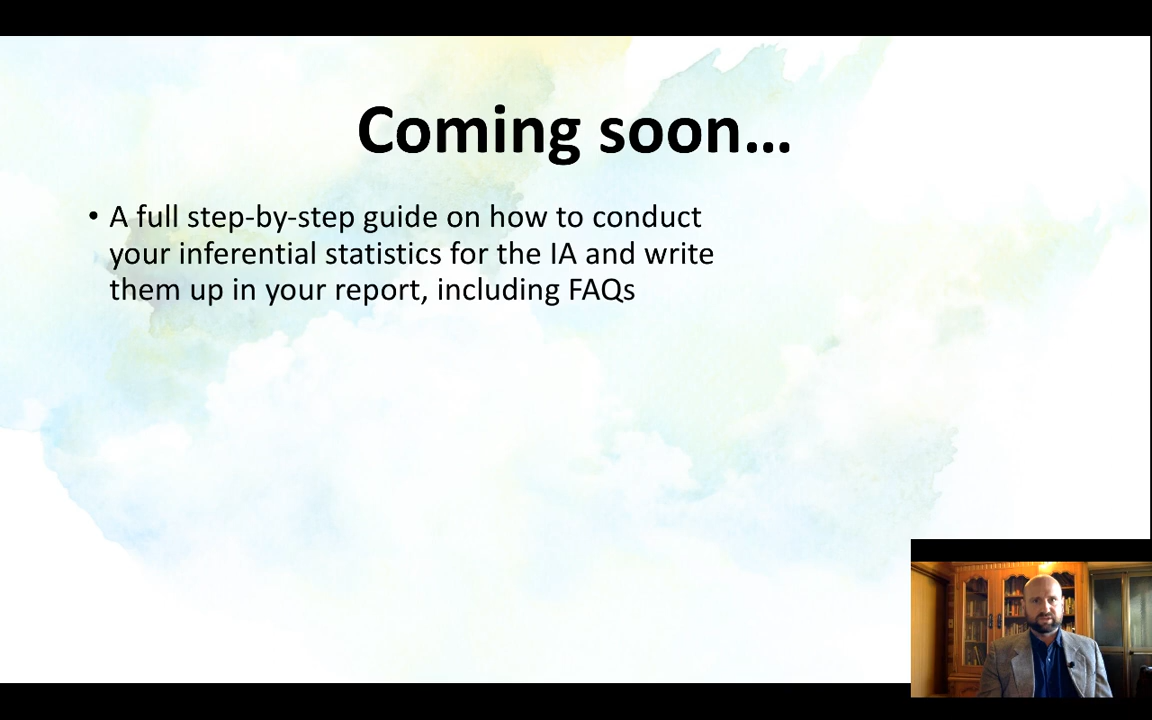 Coming soon...
• A full step-by-step guide on how to conduct
your inferential statistics for the IA and write
them up in your report, including FAQs